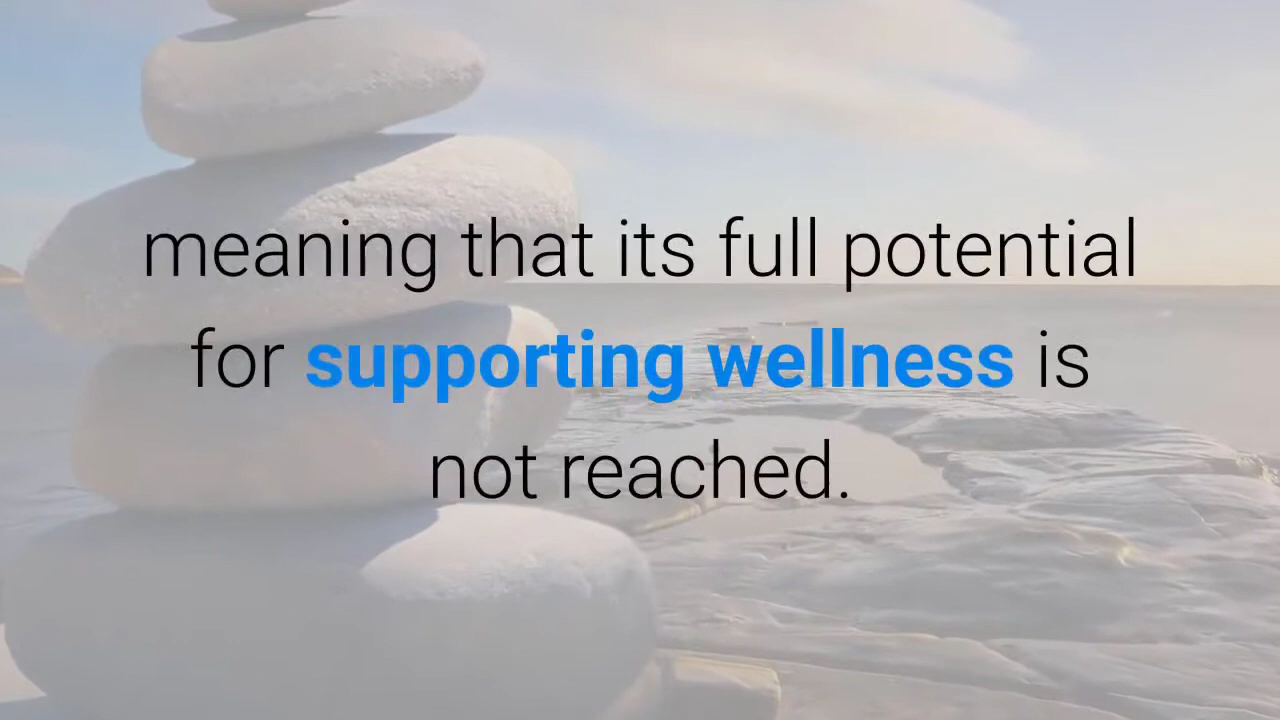 meaning that its full potential
for supporting wellness is
not reached.